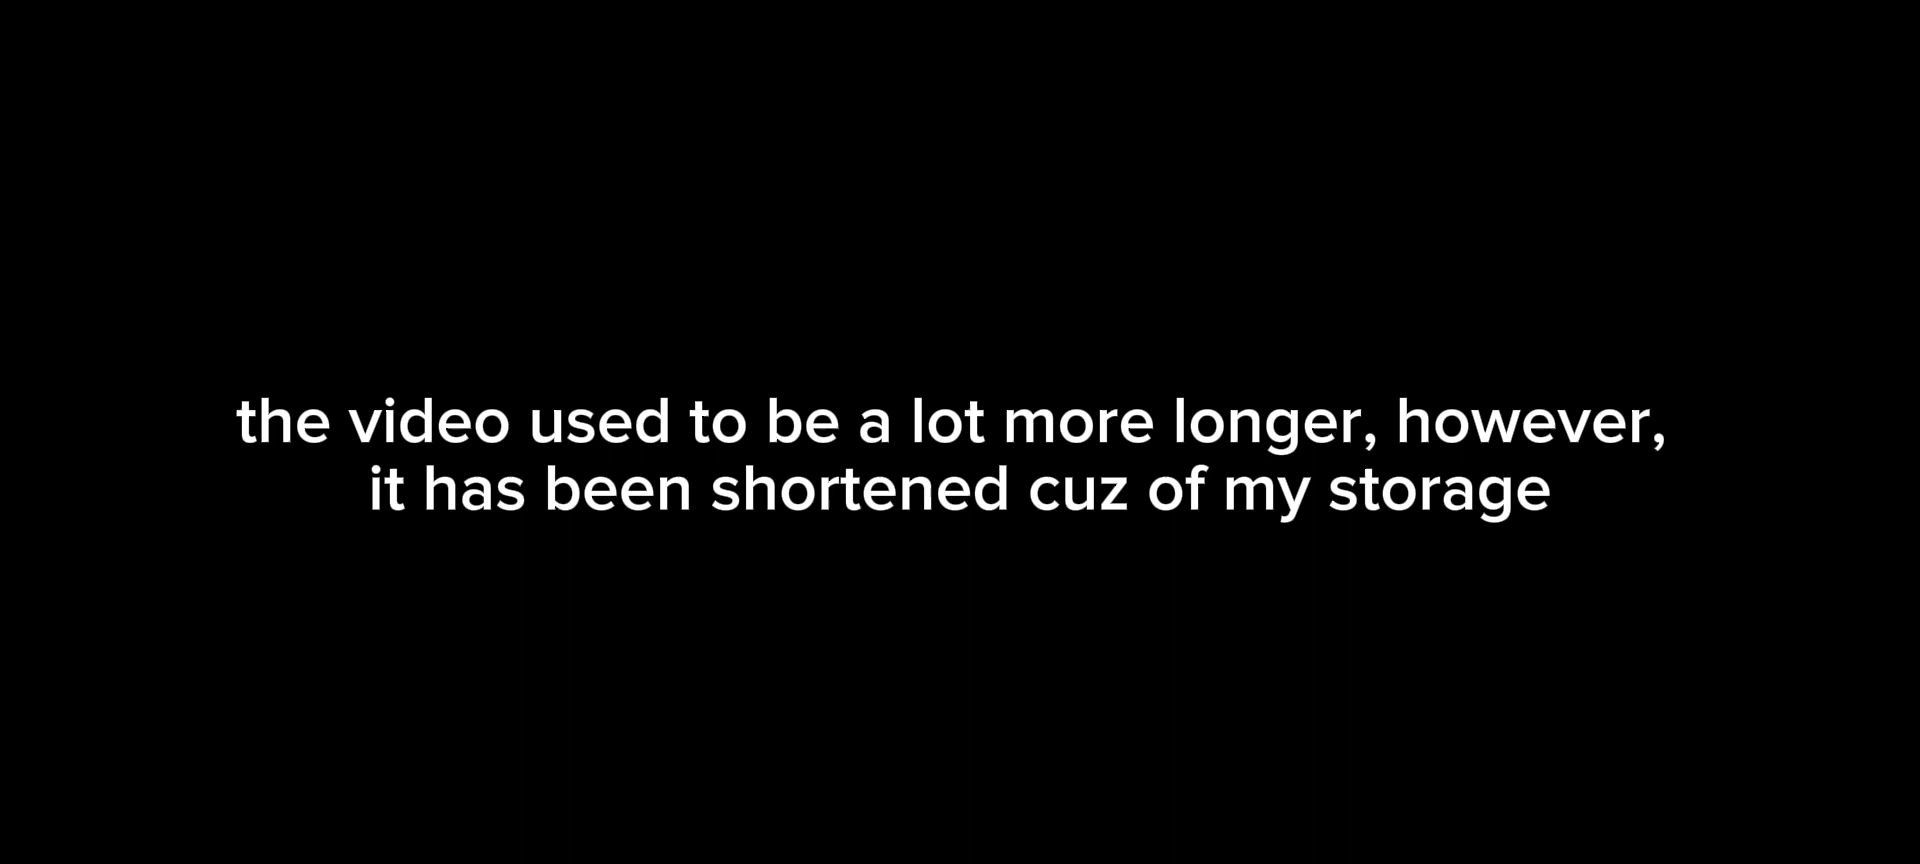 the video used to be a lot more longer, however,
it has been shortened cuz of my storage